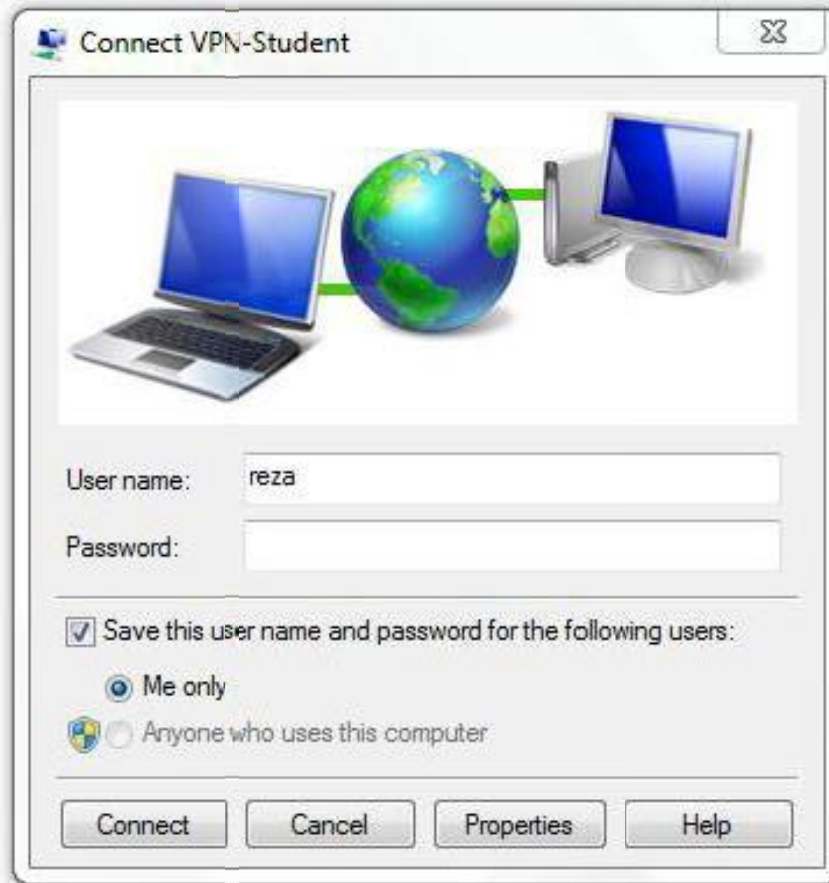 Connect VPN-Student
User name: reza
Password:
Save this user name and password for the following users:
Me only
Anyone who uses this computer
Connect Cancel Properties Help